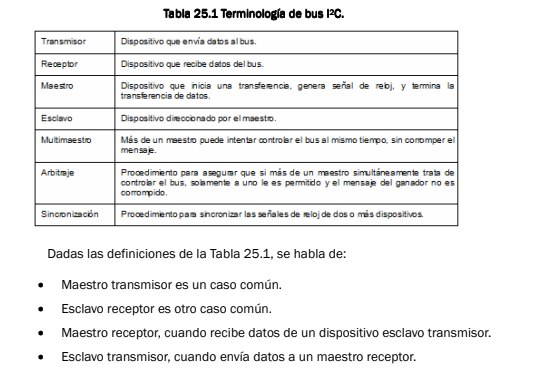 Tabla 25.1 Terminología de bus I²C.
Transmisor Dispositivo que envía datos al bus.
Receptor Dispositivo que recibe datos del bus.
Maestro Dispositivo que inicia una transferencia, genera señal de reloj, y termina la
transferencia de datos.
Esclavo Dispositivo direccionado por el maestro.
Multimaestro Más de un maestro puede intentar controlar el bus al mismo tiempo, sin corromper el
mensaje.
Arbitraje Procedimiento para asegurar que si más de un maestro simultáneamente trata de
controlar el bus, solamente a uno le es permitido y el mensaje del ganador no es
corrompido.
Sincronización Procedimiento para sincronizar las señales de reloj de dos o más dispositivos.
Dadas las definiciones de la Tabla 25.1, se habla de:
• Maestro transmisor es un caso común.
• Esclavo receptor es otro caso común.
• Maestro receptor, cuando recibe datos de un dispositivo esclavo transmisor.
• Esclavo transmisor, cuando envía datos a un maestro receptor.